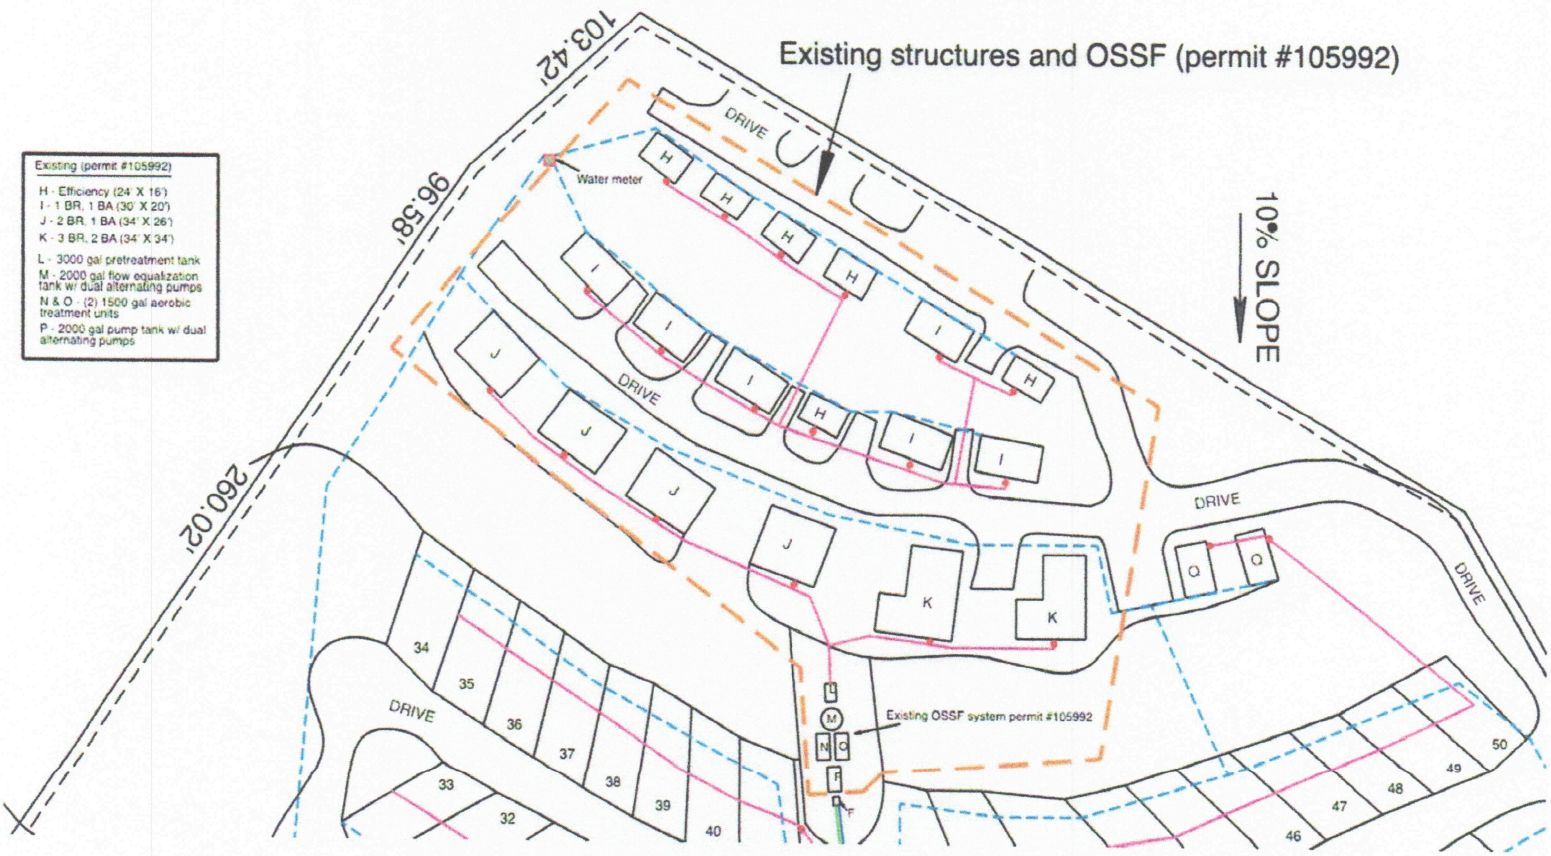 103.42'
Existing structures and OSSF (permit #105992)
DRIVE
Existing (permit #105992)
H - Efficiency (24' X 16')
I - 1 BR, 1 BA (30' X 20')
J - 2 BR, 1 BA (34' X 26')
K - 3 BR, 2 BA (34' X 34')
L - 3000 gal pretreatment tank
M - 2000 gal flow equalization
tank w/ dual alternating pumps
N & O - (2) 1500 gal aerobic
treatment units
P - 2000 gal pump tank w/ dual
alternating pumps
Water meter
96.58'
10% SLOPE
H
H
H
H
I
I
I
H
I
H
I
I
DRIVE
J
J
J
J
K
K
DRIVE
DRIVE
Q
Q
260.02'
34
35
36
37
38
39
40
DRIVE
33
32
L
M
N
O
P
F
Existing OSSF system permit #105992
50
49
48
47
46